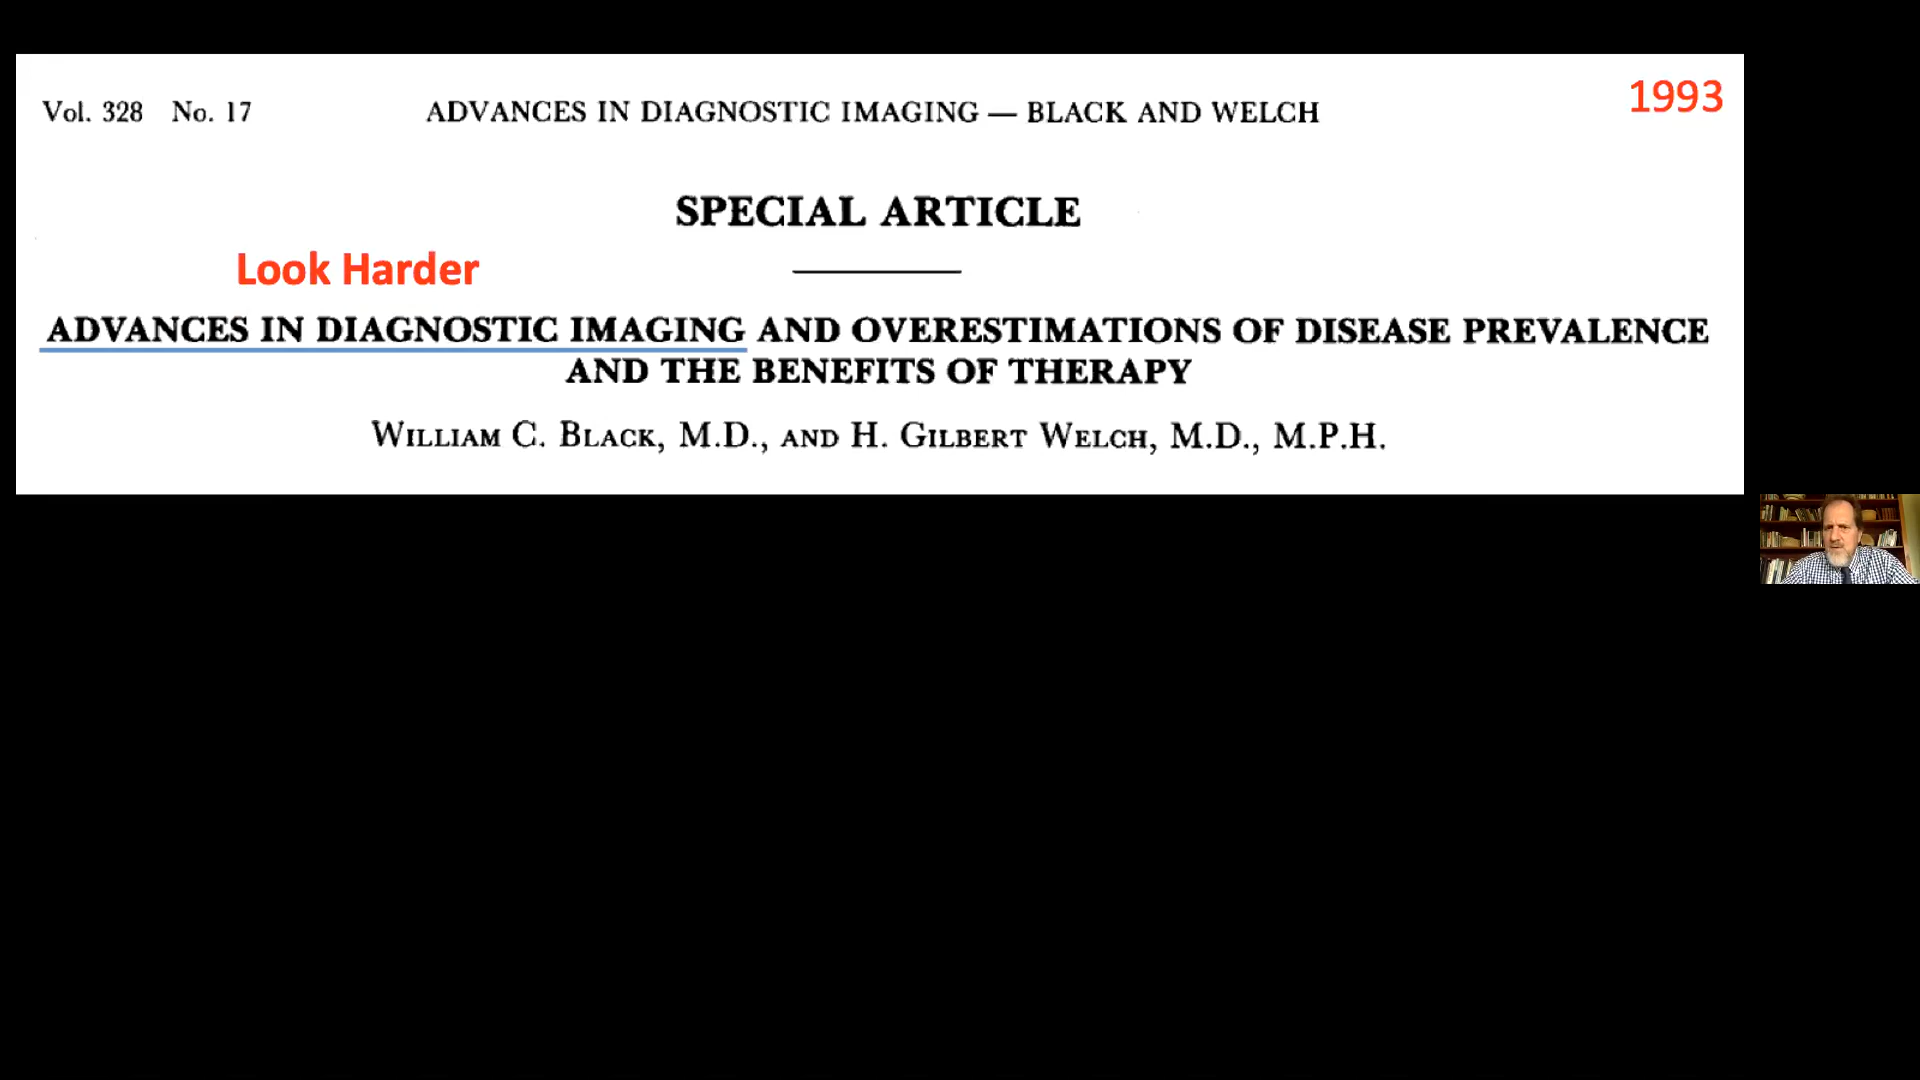 Vol. 328 No. 17 ADVANCES IN DIAGNOSTIC IMAGING — BLACK AND WELCH 1993
SPECIAL ARTICLE
Look Harder
ADVANCES IN DIAGNOSTIC IMAGING AND OVERESTIMATIONS OF DISEASE PREVALENCE
AND THE BENEFITS OF THERAPY
WILLIAM C. BLACK, M.D., AND H. GILBERT WELCH, M.D., M.P.H.